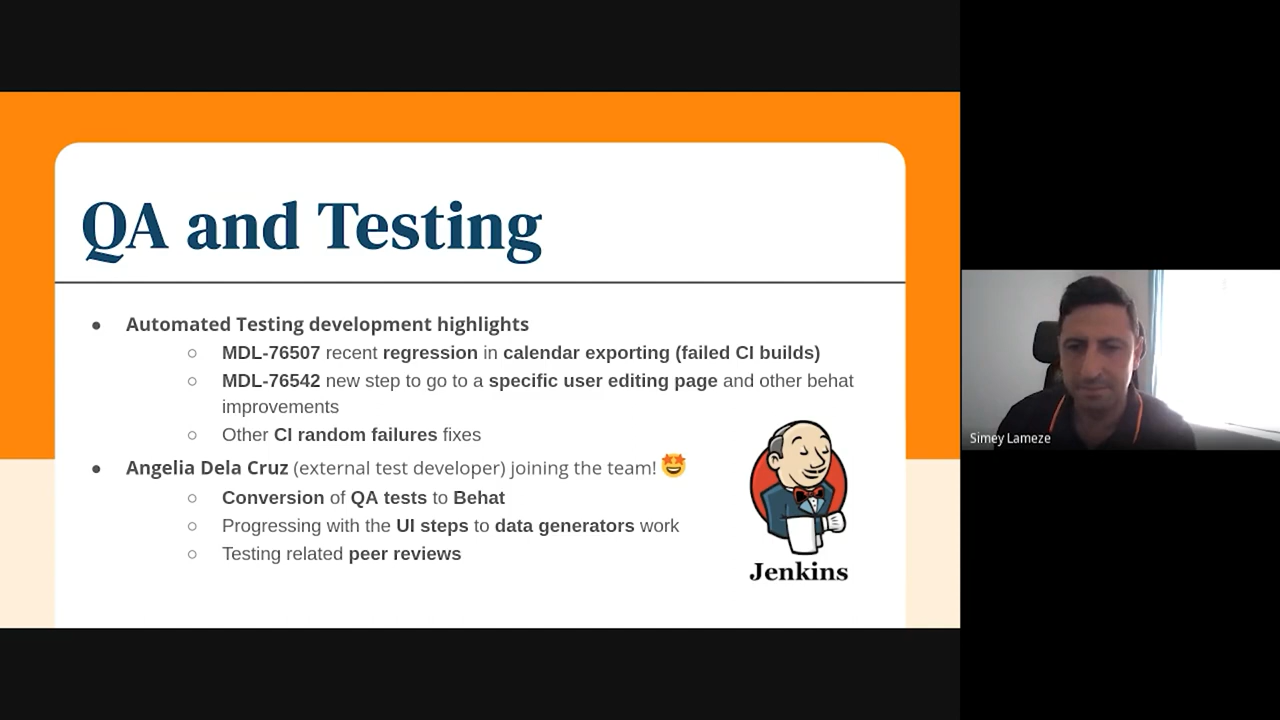 QA and Testing
● Automated Testing development highlights
○ MDL-76507 recent regression in calendar exporting (failed CI builds)
○ MDL-76542 new step to go to a specific user editing page and other behat
improvements
○ Other CI random failures fixes
● Angelia Dela Cruz (external test developer) joining the team! 🤩
○ Conversion of QA tests to Behat
○ Progressing with the UI steps to data generators work
○ Testing related peer reviews
Jenkins
Simey Lameze